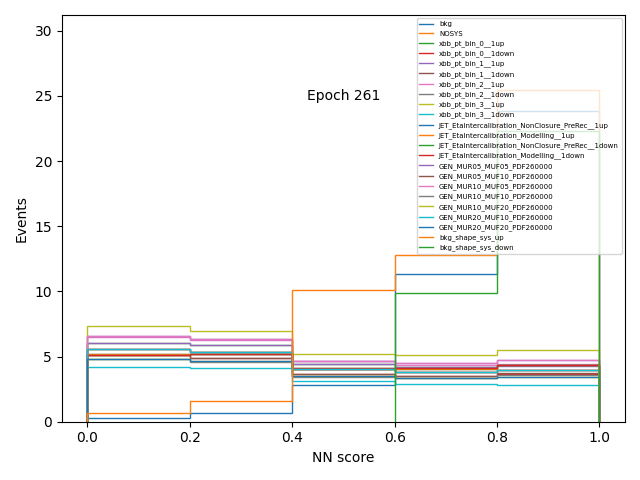 30
25
20
15
10
5
0
Events
0.0
0.2
0.4
0.6
0.8
1.0
NN score
Epoch 261
bkg
NOSYS
xbb_pt_bin_0__1up
xbb_pt_bin_0__1down
xbb_pt_bin_1__1up
xbb_pt_bin_1__1down
xbb_pt_bin_2__1up
xbb_pt_bin_2__1down
xbb_pt_bin_3__1up
xbb_pt_bin_3__1down
JET_EtaIntercalibration_NonClosure_PreRec__1up
JET_EtaIntercalibration_Modelling__1up
JET_EtaIntercalibration_NonClosure_PreRec__1down
JET_EtaIntercalibration_Modelling__1down
GEN_MUR05_MUF05_PDF260000
GEN_MUR05_MUF10_PDF260000
GEN_MUR10_MUF05_PDF260000
GEN_MUR10_MUF10_PDF260000
GEN_MUR10_MUF20_PDF260000
GEN_MUR20_MUF10_PDF260000
GEN_MUR20_MUF20_PDF260000
bkg_shape_sys_up
bkg_shape_sys_down